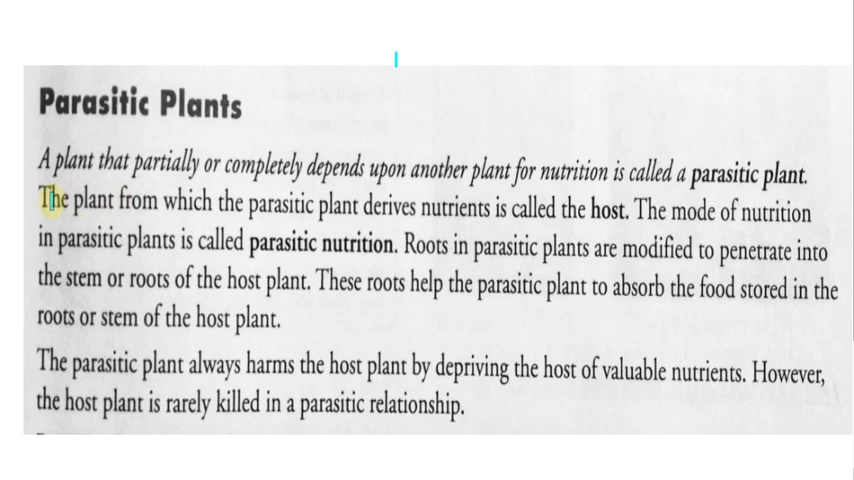 Parasitic Plants
A plant that partially or completely depends upon another plant for nutrition is called a parasitic plant.
The plant from which the parasitic plant derives nutrients is called the host. The mode of nutrition
in parasitic plants is called parasitic nutrition. Roots in parasitic plants are modified to penetrate into
the stem or roots of the host plant. These roots help the parasitic plant to absorb the food stored in the
roots or stem of the host plant.
The parasitic plant always harms the host plant by depriving the host of valuable nutrients. However,
the host plant is rarely killed in a parasitic relationship.